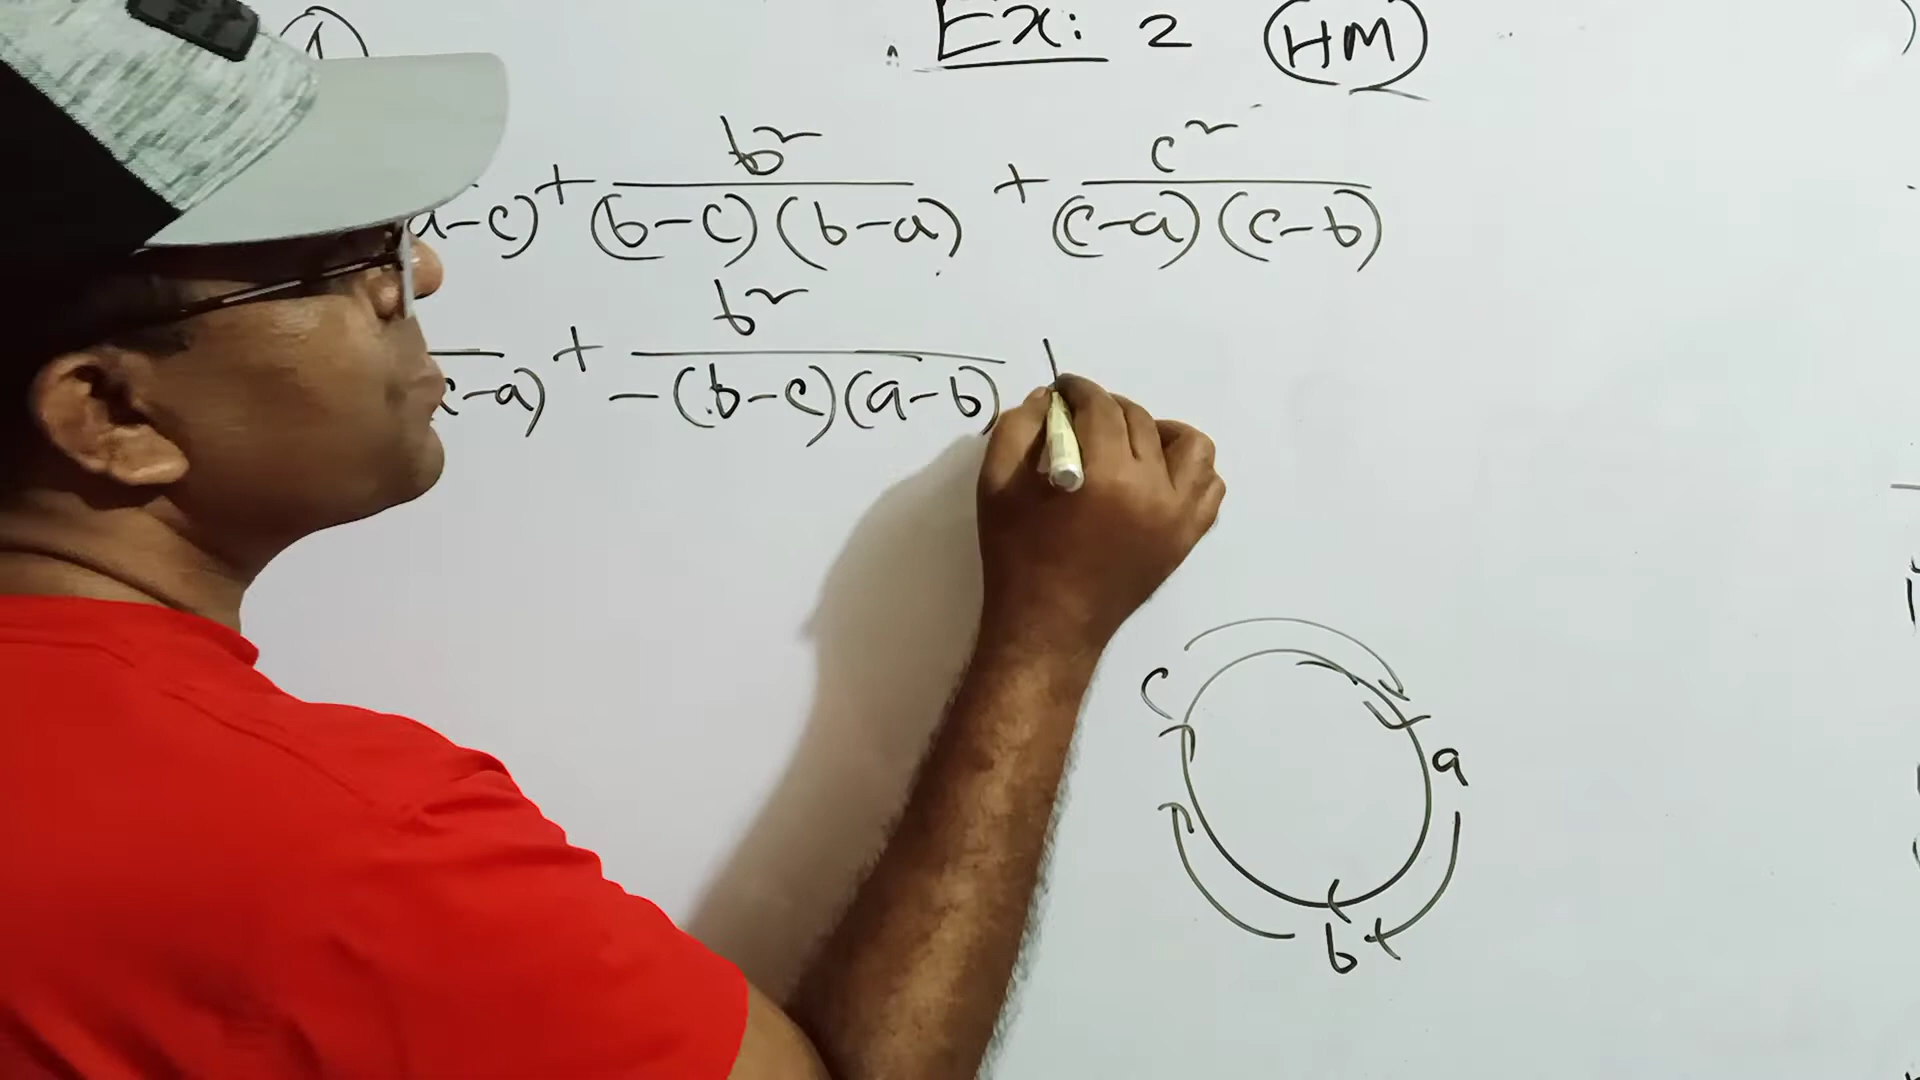 Ex: 2 HM
a-c) + b² / (b-c)(b-a) + c² / (c-a)(c-b)
c-a) + b² / -(b-c)(a-b)
c
a
b